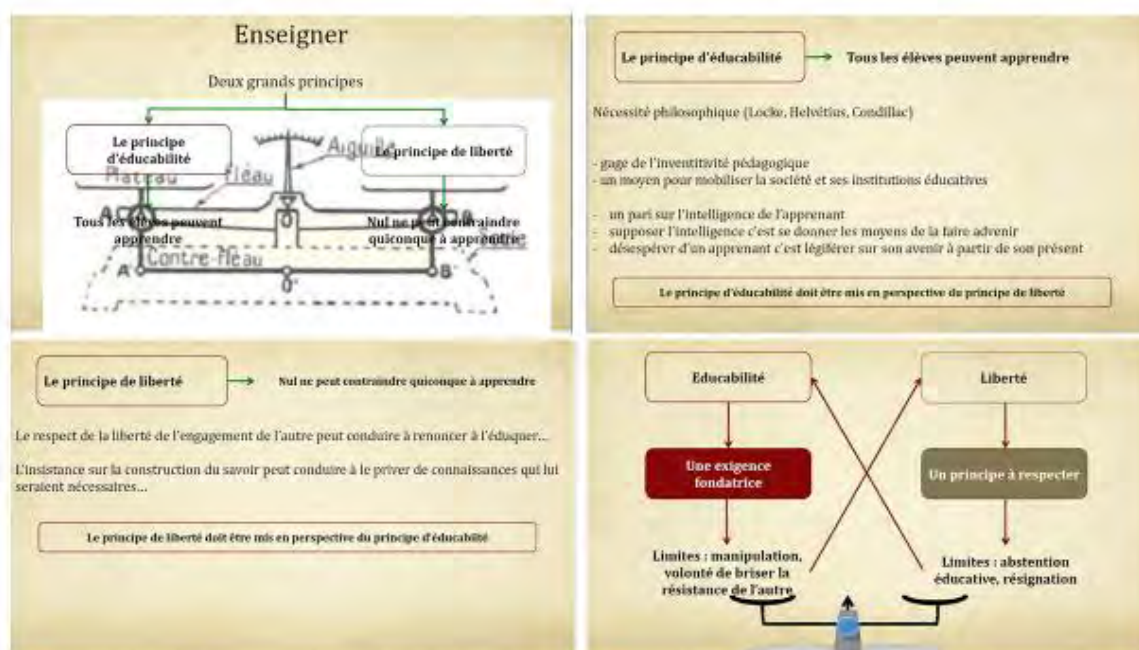 Enseigner
Deux grands principes
Le principe
d'éducabilité
Le principe de liberté
Aiguille
Plateau
Fléau
Tous les élèves peuvent
apprendre
Nul ne peut contraindre
quiconque à apprendre
Contre-fléau
A'
O'
B'
Le principe d'éducabilité
Tous les élèves peuvent apprendre
Nécessité philosophique (Locke, Helvétius, Condillac)
- gage de l'inventitivité pédagogique
- un moyen pour mobiliser la société et ses institutions éducatives
- un pari sur l'intelligence de l'apprenant
- supposer l'intelligence c'est se donner les moyens de la faire advenir
- désespérer d'un apprenant c'est légiférer sur son avenir à partir de son présent
Le principe d'éducabilité doit être mis en perspective du principe de liberté
Le principe de liberté
Nul ne peut contraindre quiconque à apprendre
Le respect de la liberté de l'engagement de l'autre peut conduire à renoncer à l'éduquer...
L'insistance sur la construction du savoir peut conduire à le priver de connaissances qui lui
seraient nécessaires...
Le principe de liberté doit être mis en perspective du principe d'éducabilté
Educabilité
Liberté
Une exigence
fondatrice
Un principe à respecter
Limites : manipulation,
volonté de briser la
résistance de l'autre
Limites : abstention
éducative, résignation